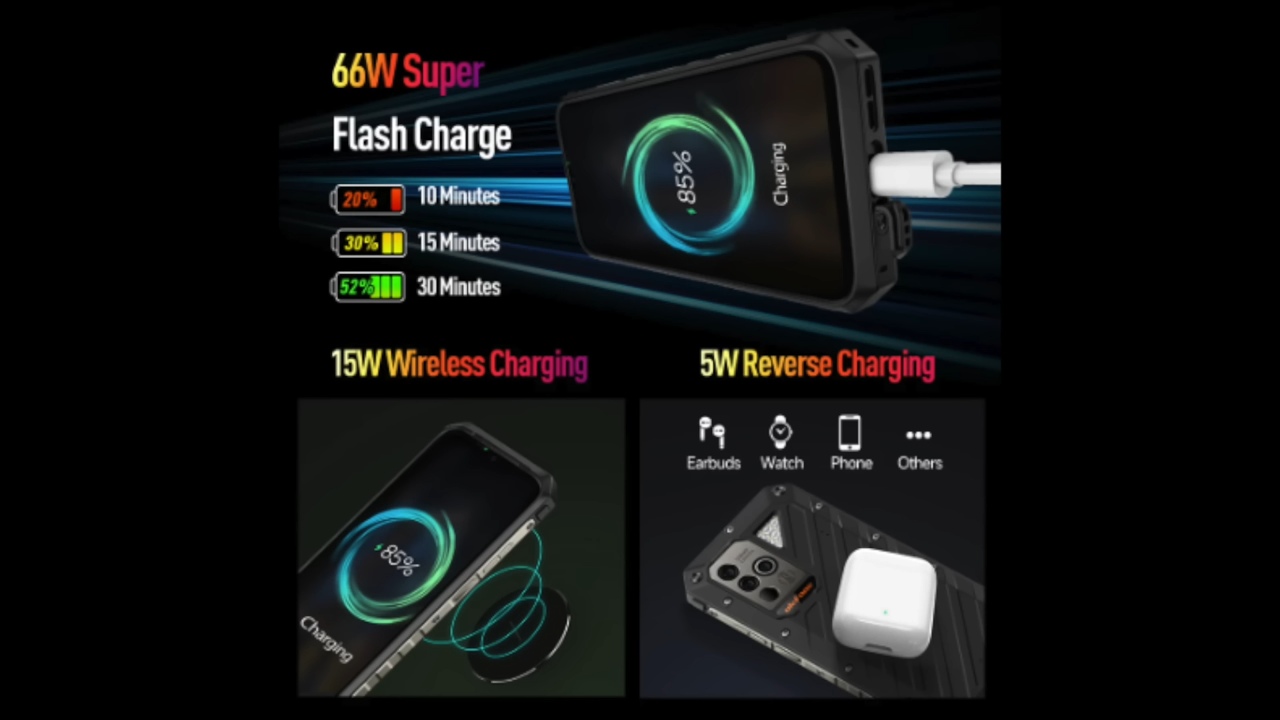 66W Super
Flash Charge
20% 10 Minutes
30% 15 Minutes
52% 30 Minutes
85%
Charging
15W Wireless Charging
5W Reverse Charging
85%
Charging
Earbuds Watch Phone Others